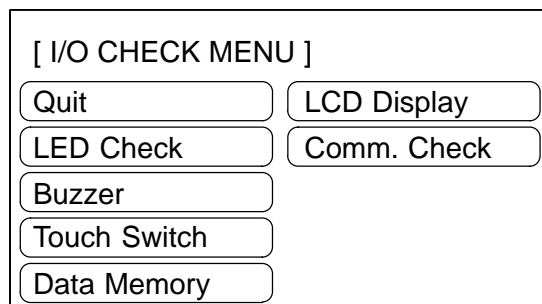 [ I/O CHECK MENU ]
Quit
LCD Display
LED Check
Comm. Check
Buzzer
Touch Switch
Data Memory